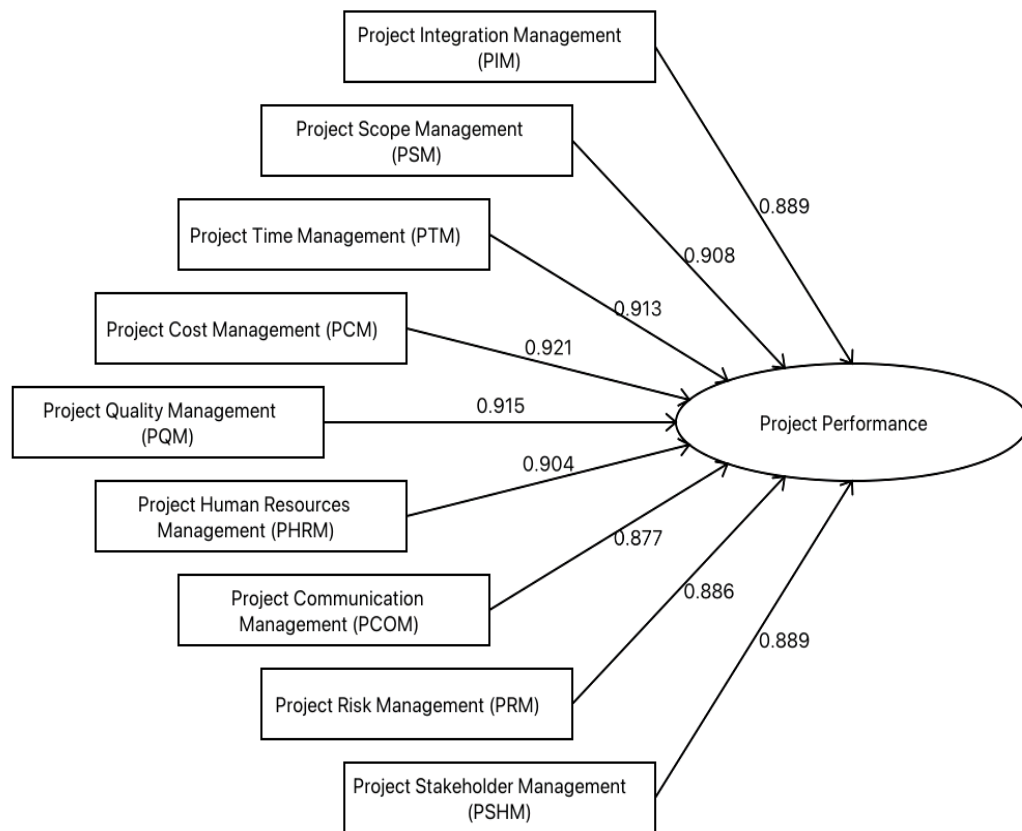 Project Integration Management
(PIM)
Project Scope Management
(PSM)
0.889
Project Time Management (PTM)
0.908
0.913
Project Cost Management (PCM)
0.921
Project Quality Management
(PQM)
0.915
Project Performance
0.904
Project Human Resources
Management (PHRM)
0.877
Project Communication
Management (PCOM)
0.886
0.889
Project Risk Management (PRM)
Project Stakeholder Management
(PSHM)